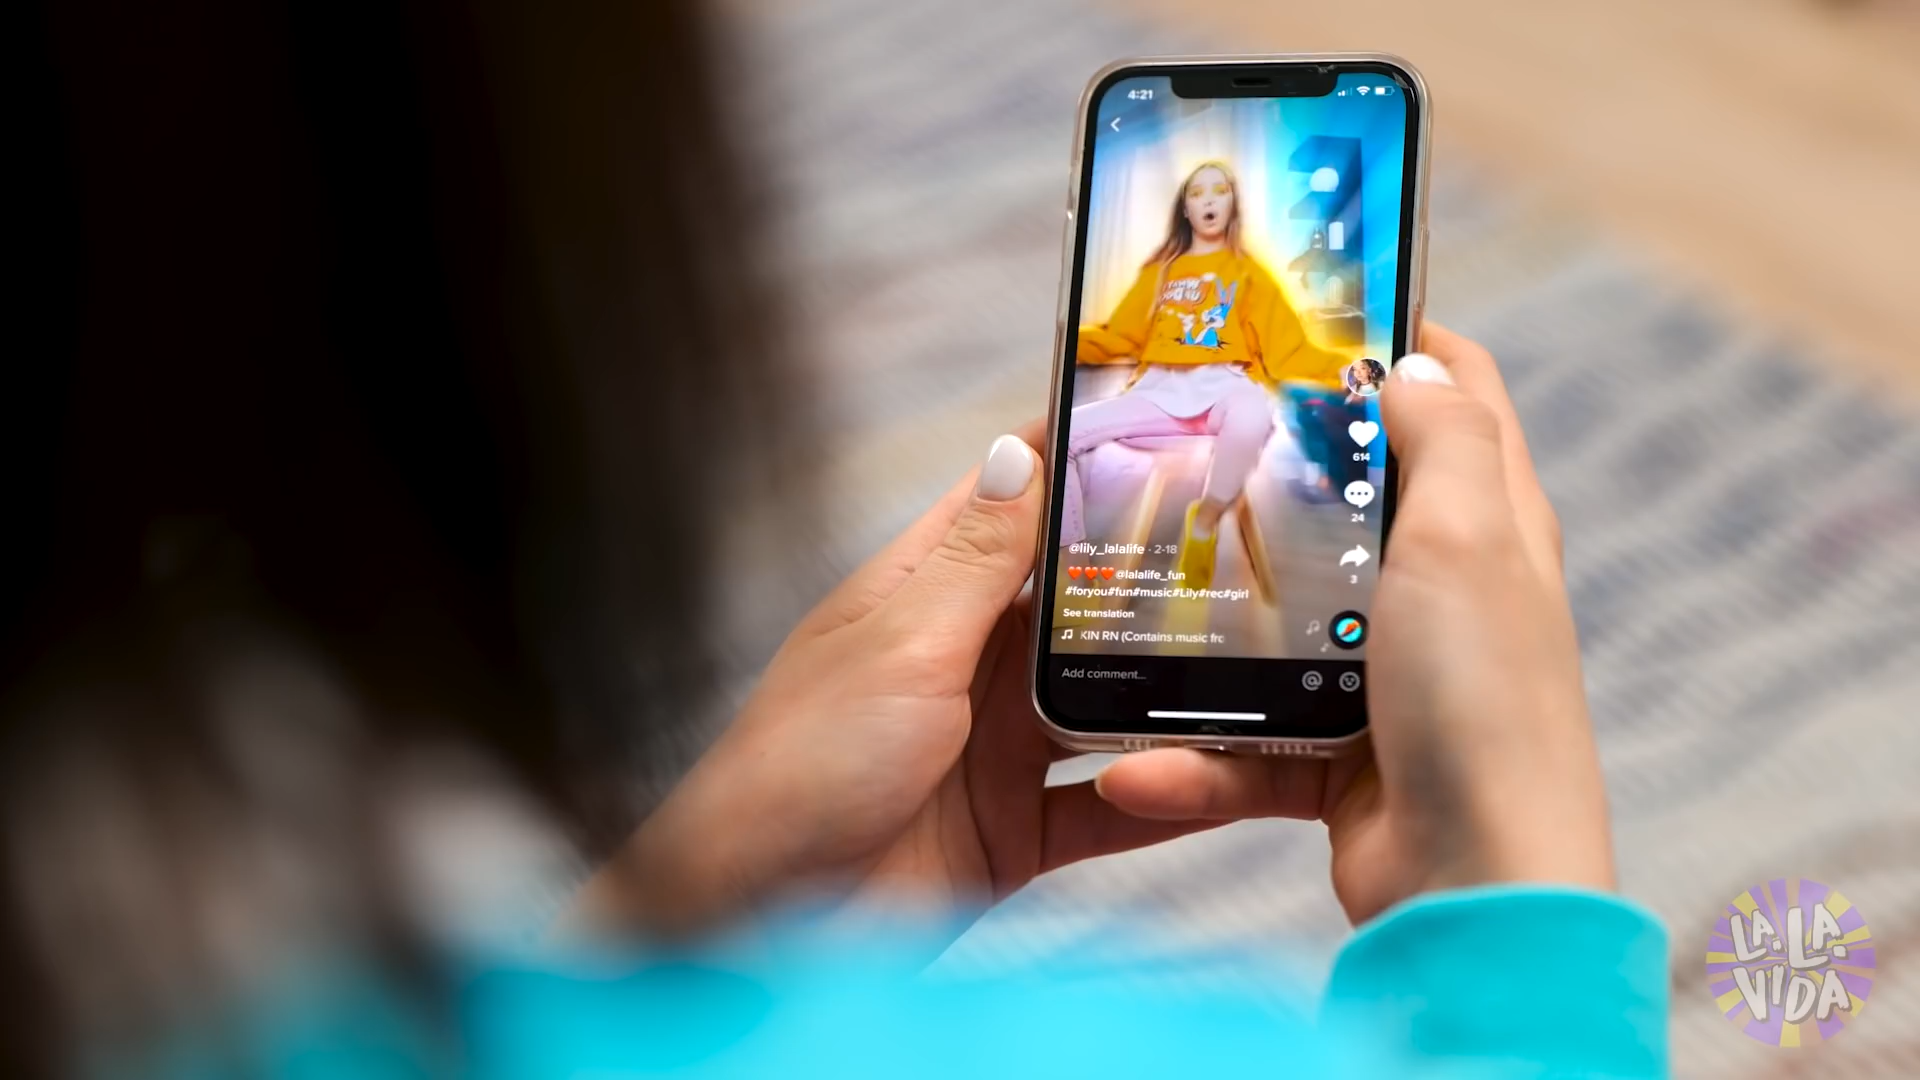 4:21
@lily_lalalife · 2-18
❤️❤️❤️@lalalife_fun
#foryou#fun#music#Lily#rec#girl
See translation
KIN RN (Contains music fro
Add comment...
614
24
3
LA.LA.
VIDA